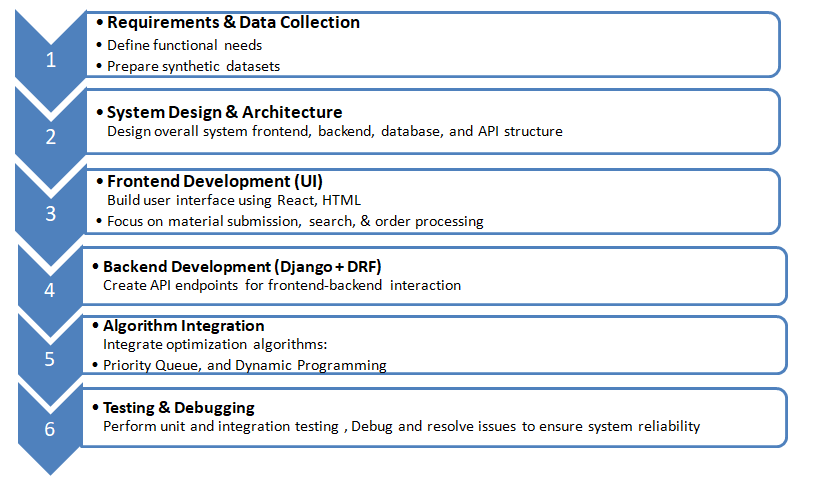 1
• Requirements & Data Collection
• Define functional needs
• Prepare synthetic datasets
2
• System Design & Architecture
Design overall system frontend, backend, database, and API structure
3
• Frontend Development (UI)
Build user interface using React, HTML
• Focus on material submission, search, & order processing
4
• Backend Development (Django + DRF)
Create API endpoints for frontend-backend interaction
5
• Algorithm Integration
Integrate optimization algorithms:
• Priority Queue, and Dynamic Programming
6
• Testing & Debugging
Perform unit and integration testing , Debug and resolve issues to ensure system reliability